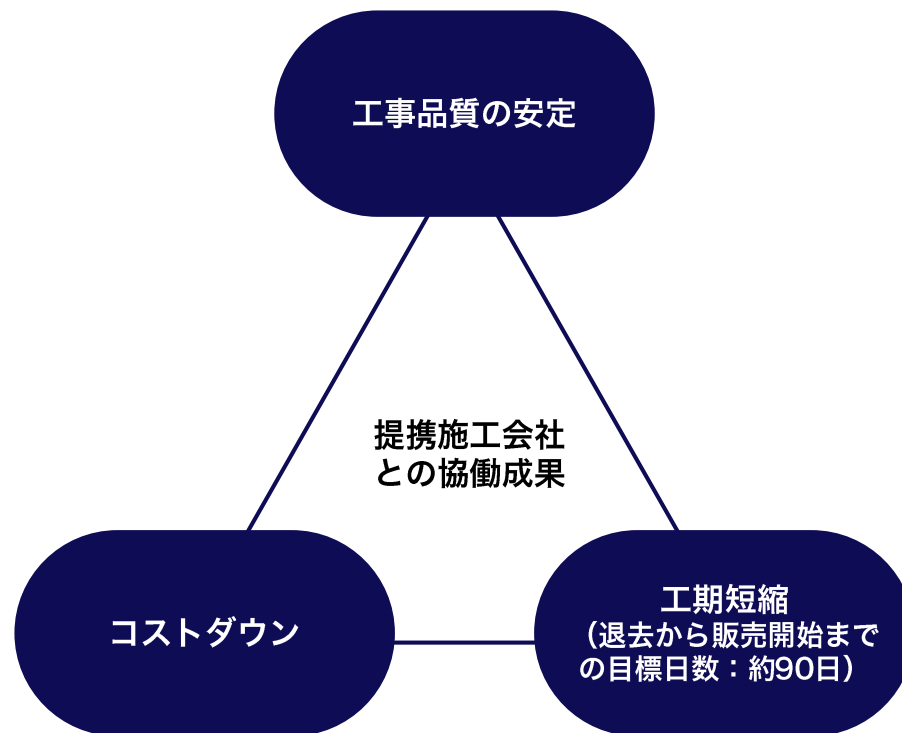 工事品質の安定
提携施工会社
との協働成果
コストダウン
工期短縮
（退去から販売開始まで
の目標日数：約90日）